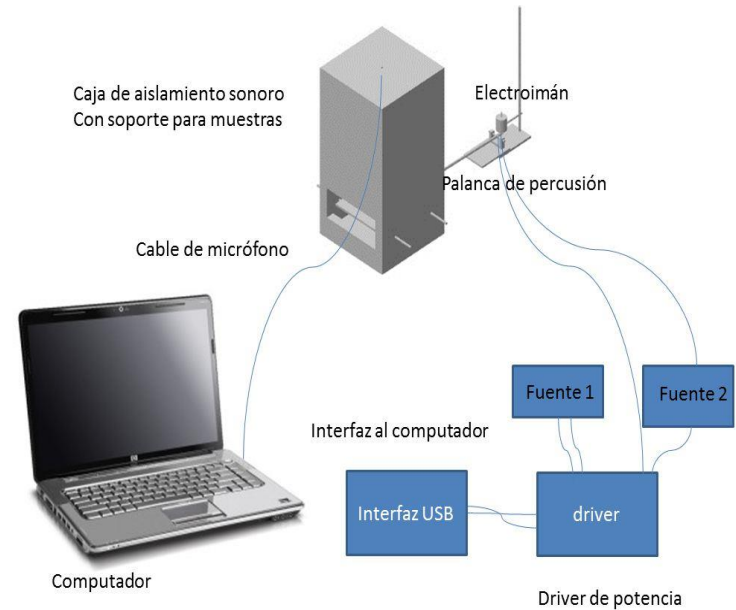 Caja de aislamiento sonoro
Con soporte para muestras
Electroimán
Palanca de percusión
Cable de micrófono
Fuente 1
Fuente 2
Interfaz al computador
Interfaz USB
driver
Computador
Driver de potencia